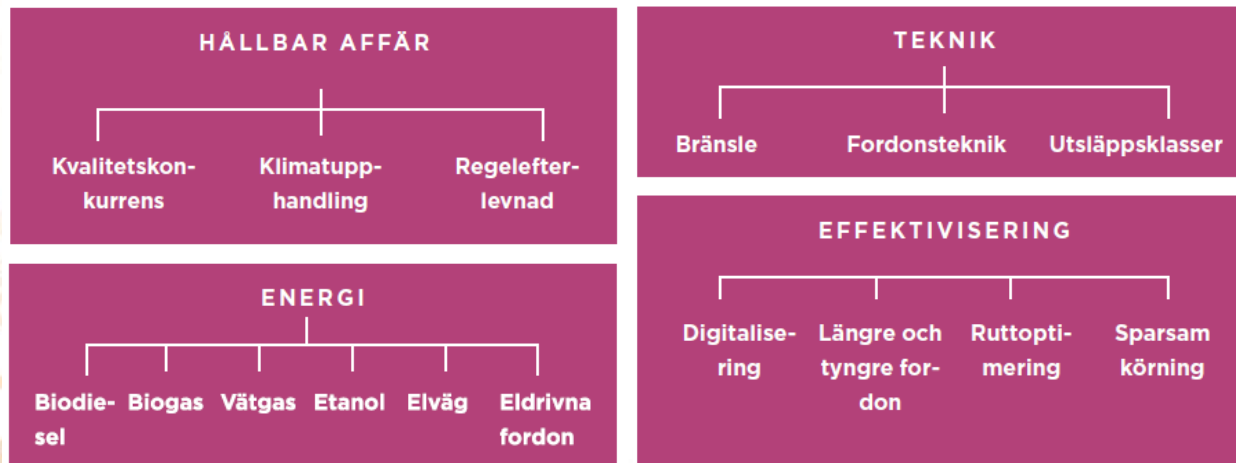 HÅLLBAR AFFÄR
Kvalitetskon-
kurrens
Klimatupp-
handling
Regelefter-
levnad
TEKNIK
Bränsle
Fordonsteknik
Utsläppsklasser
ENERGI
Biodie-
sel
Biogas
Vätgas
Etanol
Elväg
Eldrivna
fordon
EFFEKTIVISERING
Digitalise-
ring
Längre och
tyngre for-
don
Ruttopti-
mering
Sparsam
körning